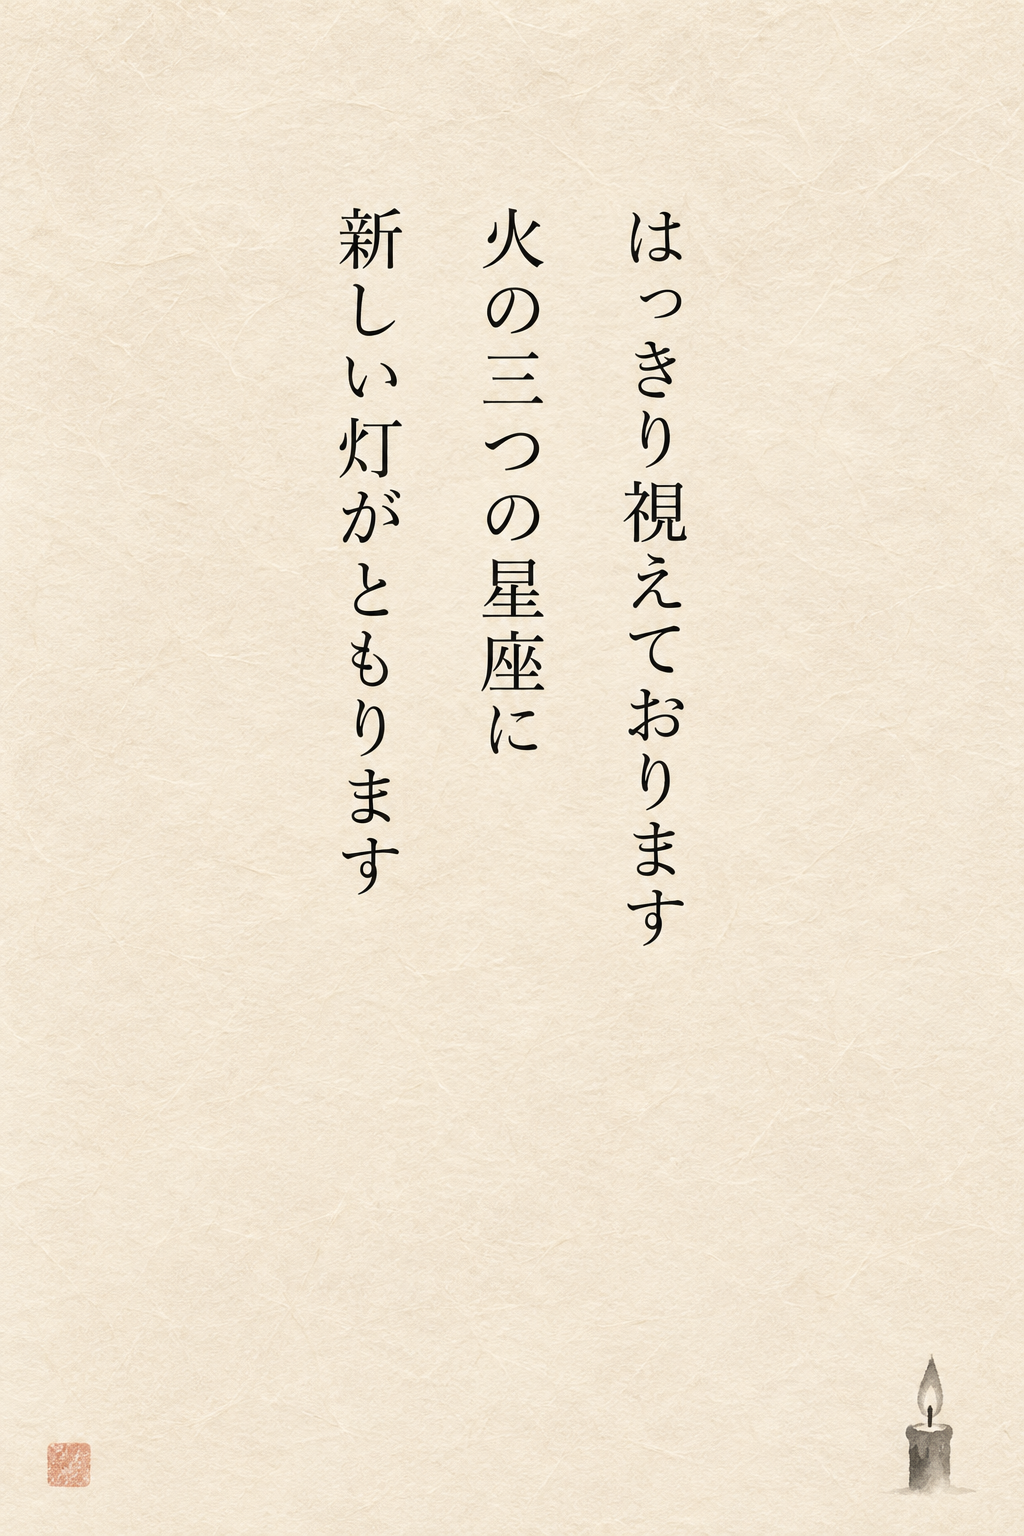 はっきり視えております
火の三つの星座に
新しい灯がともります